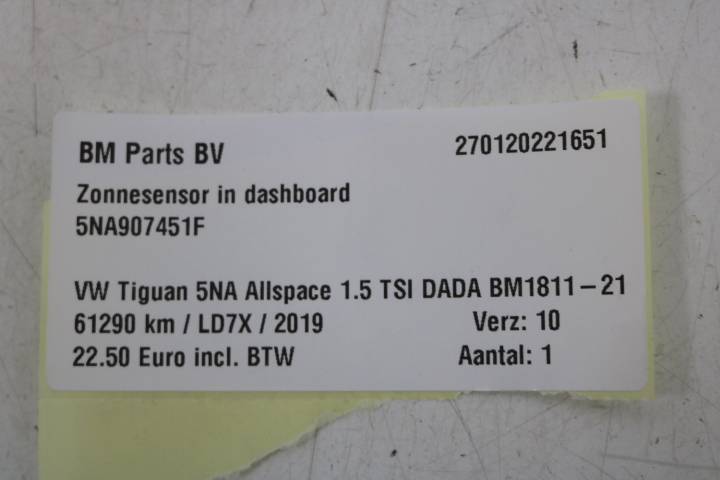 BM Parts BV 270120221651
Zonnesensor in dashboard
5NA907451F
VW Tiguan 5NA Allspace 1.5 TSI DADA BM1811-21
61290 km / LD7X / 2019 Verz: 10
22.50 Euro incl. BTW Aantal: 1